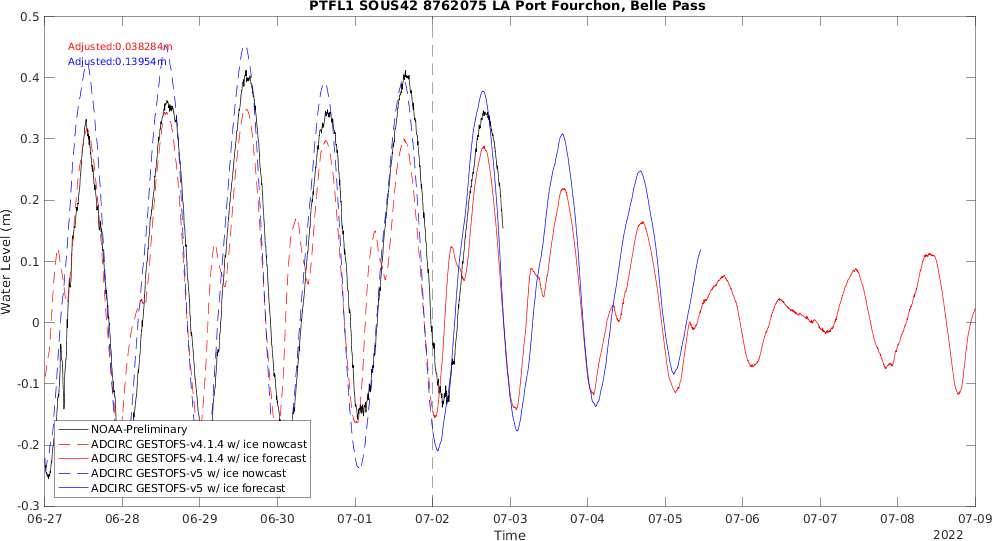 PTFL1 SOUS42 8762075 LA Port Fourchon, Belle Pass
Adjusted:0.038284m
Adjusted:0.13954m
Water Level (m)
0.5
0.4
0.3
0.2
0.1
0
-0.1
-0.2
-0.3
NOAA-Preliminary
ADCIRC GESTOFS-v4.1.4 w/ ice nowcast
ADCIRC GESTOFS-v4.1.4 w/ ice forecast
ADCIRC GESTOFS-v5 w/ ice nowcast
ADCIRC GESTOFS-v5 w/ ice forecast
06-27 06-28 06-29 06-30 07-01 07-02 07-03 07-04 07-05 07-06 07-07 07-08 07-09
Time
2022